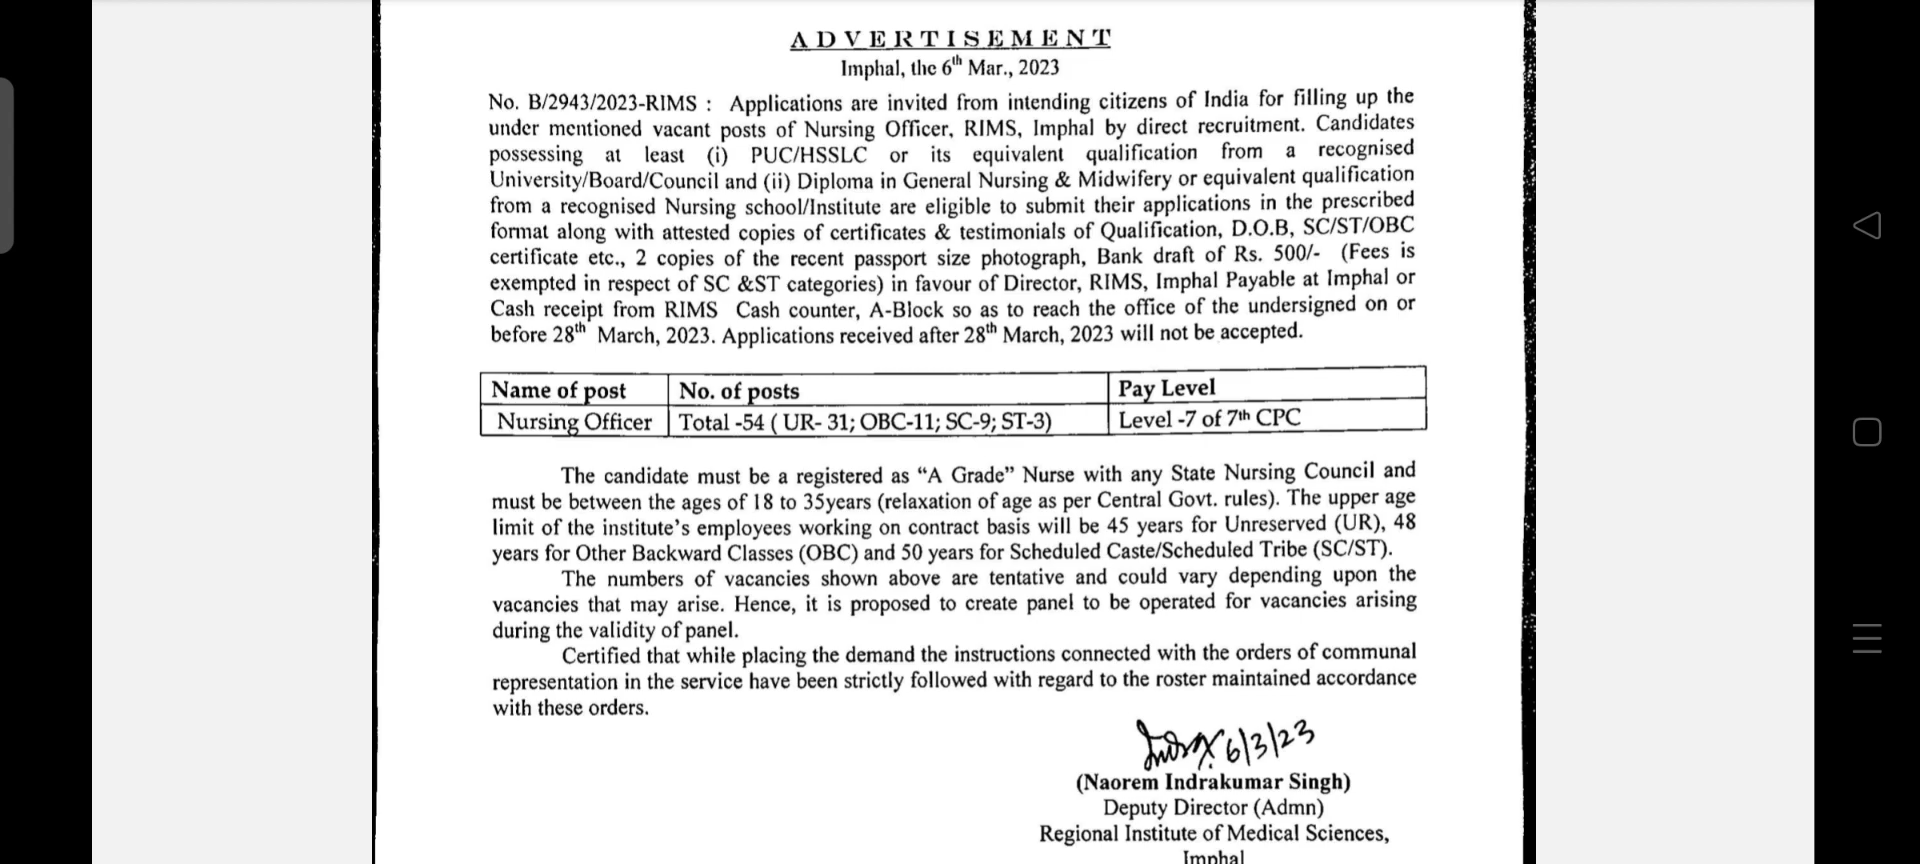 ADVERTISEMENT
Imphal, the 6th Mar., 2023
No. B/2943/2023-RIMS : Applications are invited from intending citizens of India for filling up the
under mentioned vacant posts of Nursing Officer, RIMS, Imphal by direct recruitment. Candidates
possessing at least (i) PUC/HSSLC or its equivalent qualification from a recognised
University/Board/Council and (ii) Diploma in General Nursing & Midwifery or equivalent qualification
from a recognised Nursing school/Institute are eligible to submit their applications in the prescribed
format along with attested copies of certificates & testimonials of Qualification, D.O.B, SC/ST/OBC
certificate etc., 2 copies of the recent passport size photograph, Bank draft of Rs. 500/- (Fees is
exempted in respect of SC &ST categories) in favour of Director, RIMS, Imphal Payable at Imphal or
Cash receipt from RIMS Cash counter, A-Block so as to reach the office of the undersigned on or
before 28th March, 2023. Applications received after 28th March, 2023 will not be accepted.
Name of post No. of posts Pay Level
Nursing Officer Total -54 ( UR- 31; OBC-11; SC-9; ST-3) Level -7 of 7th CPC
The candidate must be a registered as “A Grade” Nurse with any State Nursing Council and
must be between the ages of 18 to 35years (relaxation of age as per Central Govt. rules). The upper age
limit of the institute’s employees working on contract basis will be 45 years for Unreserved (UR), 48
years for Other Backward Classes (OBC) and 50 years for Scheduled Caste/Scheduled Tribe (SC/ST).
The numbers of vacancies shown above are tentative and could vary depending upon the
vacancies that may arise. Hence, it is proposed to create panel to be operated for vacancies arising
during the validity of panel.
Certified that while placing the demand the instructions connected with the orders of communal
representation in the service have been strictly followed with regard to the roster maintained accordance
with these orders.
6/3/23
(Naorem Indrakumar Singh)
Deputy Director (Admn)
Regional Institute of Medical Sciences,
Imphal